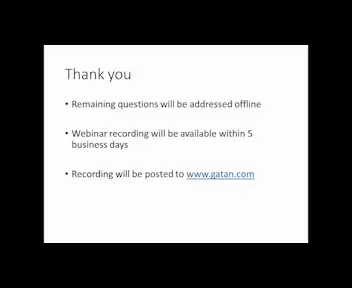 Thank you
• Remaining questions will be addressed offline
• Webinar recording will be available within 5
business days
• Recording will be posted to www.gatan.com